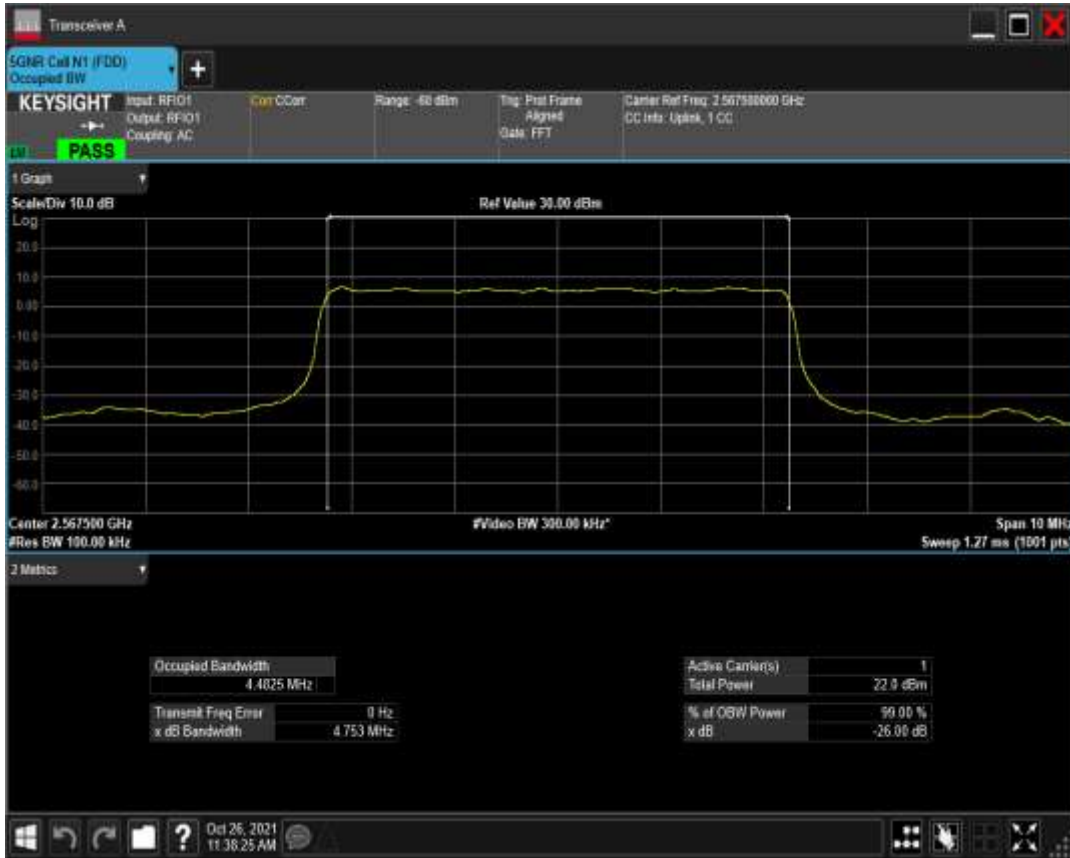 Transceiver A
5GNR Cell N1 (FDD)
Occupied BW
KEYSIGHT
PASS
Input: RFIO1
Output: RFIO1
Coupling: AC
Corr CCorr
Range: -60 dBm
Trig: Prot Frame
Aligned
Gate: FFT
Carrier Ref Freq: 2.567500000 GHz
CC Info: Uplink, 1 CC
1 Graph
Scale/Div 10.0 dB
Ref Value 30.00 dBm
Log
20.0
10.0
0.00
-10.0
-20.0
-30.0
-40.0
-50.0
-60.0
Center 2.567500 GHz
#Video BW 300.00 kHz*
Span 10 MHz
#Res BW 100.00 kHz
Sweep 1.27 ms (1001 pts)
2 Metrics
Occupied Bandwidth
4.4825 MHz
Transmit Freq Error 0 Hz
x dB Bandwidth 4.753 MHz
Active Carrier(s) 1
Total Power 22.0 dBm
% of OBW Power 99.00 %
x dB -26.00 dB
Oct 26, 2021
11:38:25 AM